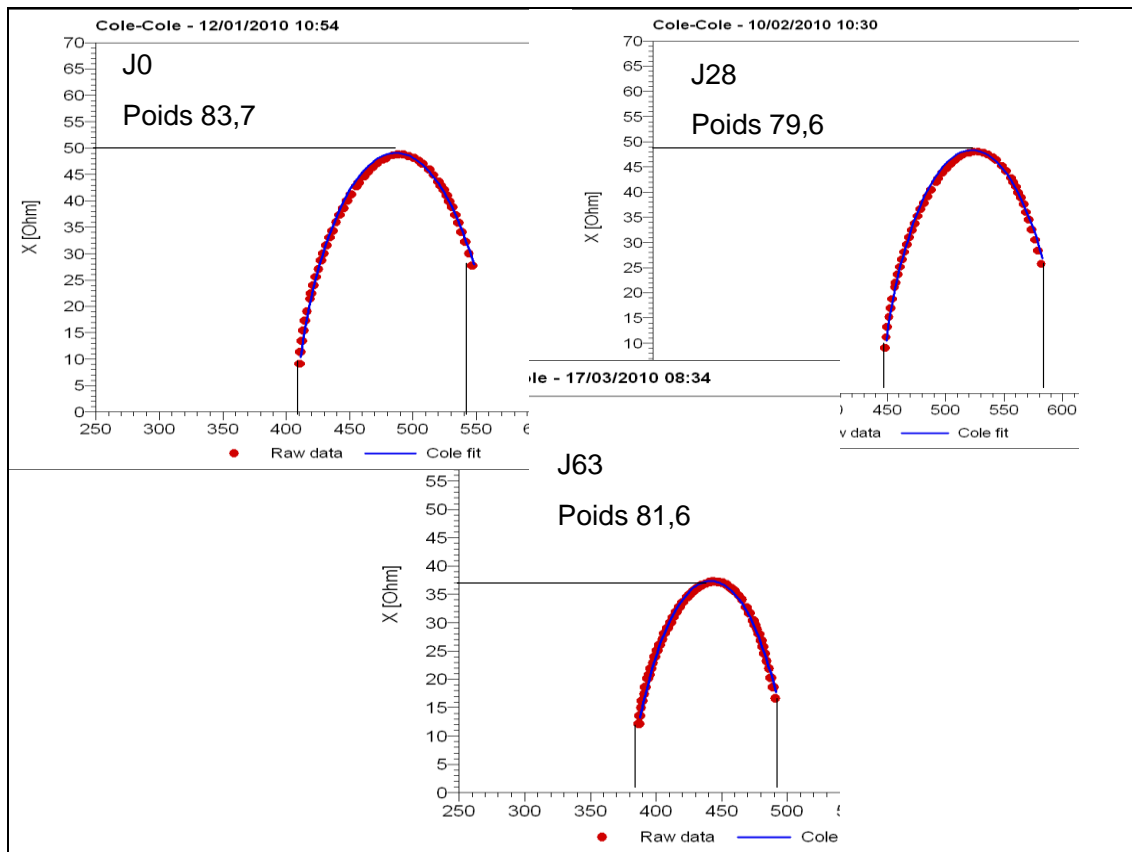 Cole-Cole - 12/01/2010 10:54
70
65
60
55
50
45
40
35
30
25
20
15
10
5
0
X [Ohm]
J0
Poids 83,7
250 300 350 400 450 500 550
Raw data Cole fit
Cole-Cole - 10/02/2010 10:30
70
65
60
55
50
45
40
35
30
25
20
15
10
X [Ohm]
J28
Poids 79,6
450 500 550 600
data Cole fit
17/03/2010 08:34
J63
Poids 81,6
55
50
45
40
35
30
25
20
15
10
5
0
X [Ohm]
250 300 350 400 450 500
Raw data Cole